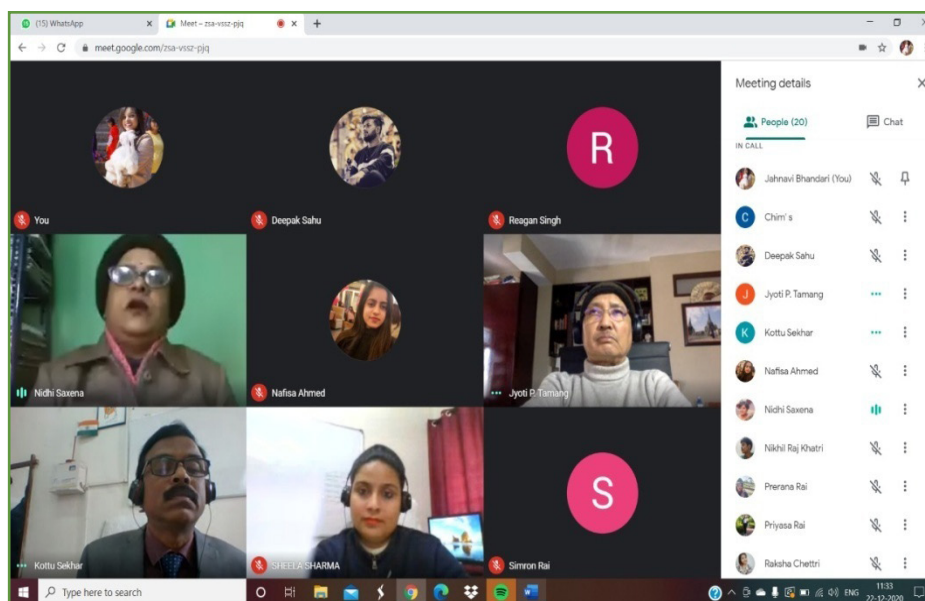 (15) WhatsApp
Meet – zsa-vssz-pjq
meet.google.com/zsa-vssz-pjq
Meeting details
People (20)
Chat
IN CALL
Jahnavi Bhandari (You)
C
Chim' s
Deepak Sahu
J
Jyoti P. Tamang
K
Kottu Sekhar
Nafisa Ahmed
Nidhi Saxena
Nikhil Raj Khatri
Prerana Rai
Priyasa Rai
Raksha Chettri
R
You
Deepak Sahu
Reagan Singh
Nidhi Saxena
Nafisa Ahmed
Jyoti P. Tamang
S
Kottu Sekhar
SHEELA SHARMA
Simron Rai
Type here to search
ENG
11:33
22-12-2020